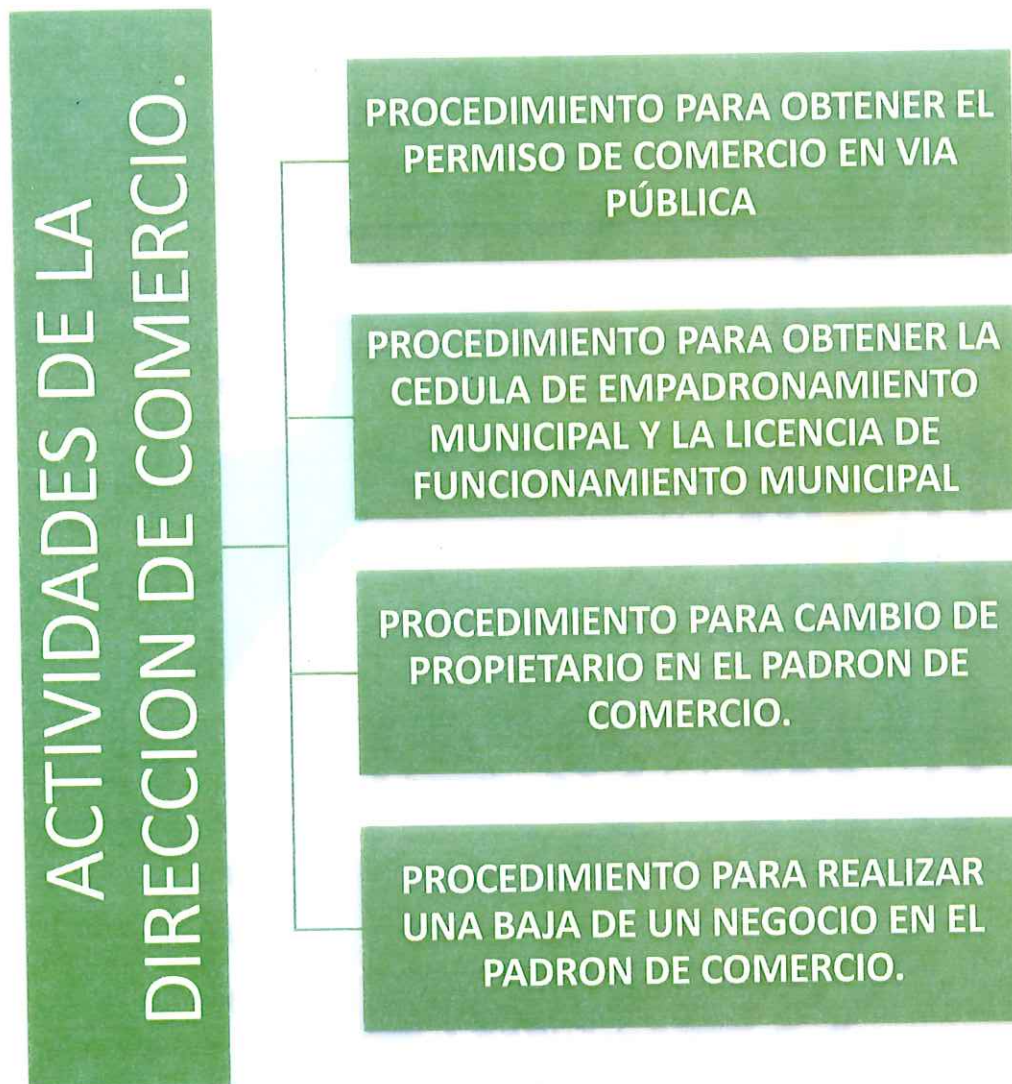 ACTIVIDADES DE LA
DIRECCION DE COMERCIO.
PROCEDIMIENTO PARA OBTENER EL
PERMISO DE COMERCIO EN VIA
PÚBLICA
PROCEDIMIENTO PARA OBTENER LA
CEDULA DE EMPADRONAMIENTO
MUNICIPAL Y LA LICENCIA DE
FUNCIONAMIENTO MUNICIPAL
PROCEDIMIENTO PARA CAMBIO DE
PROPIETARIO EN EL PADRON DE
COMERCIO.
PROCEDIMIENTO PARA REALIZAR
UNA BAJA DE UN NEGOCIO EN EL
PADRON DE COMERCIO.